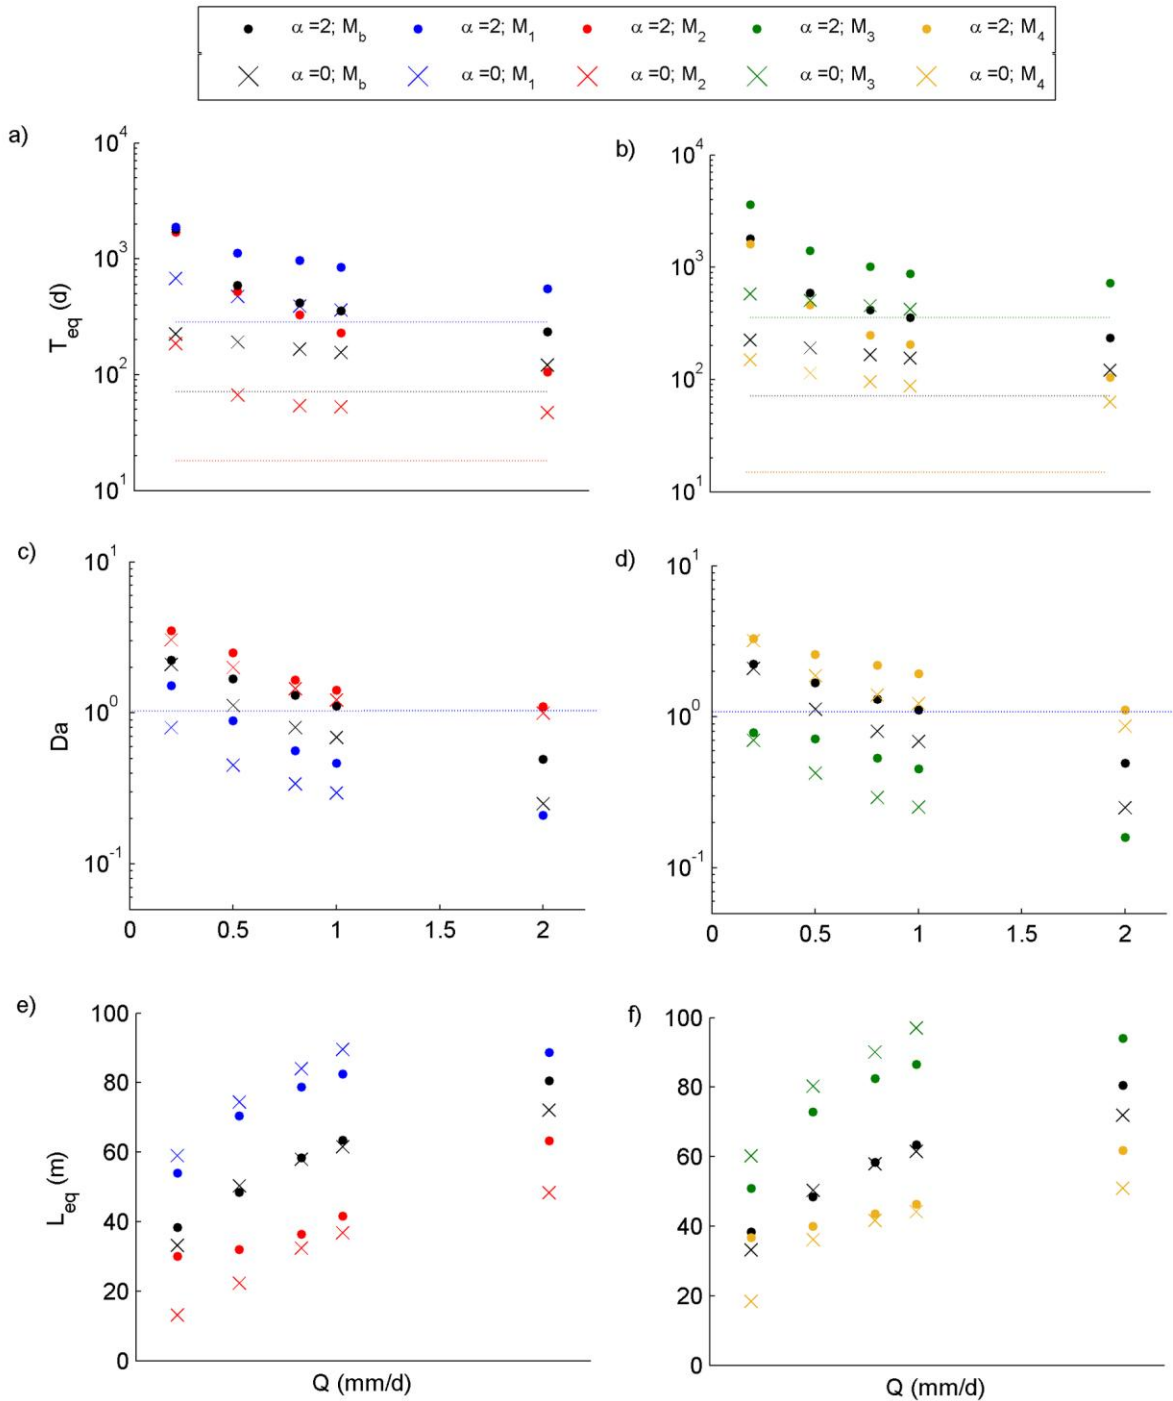 α =2; M_b α =2; M_1 α =2; M_2 α =2; M_3 α =2; M_4
α =0; M_b α =0; M_1 α =0; M_2 α =0; M_3 α =0; M_4
a)
10^4
10^3
10^2
10^1
T_eq (d)
b)
10^4
10^3
10^2
10^1
c)
10^1
10^0
10^-1
Da
0 0.5 1 1.5 2
d)
10^1
10^0
10^-1
0 0.5 1 1.5 2
e)
100
80
60
40
20
0
L_eq (m)
Q (mm/d)
f)
100
80
60
40
20
0
Q (mm/d)